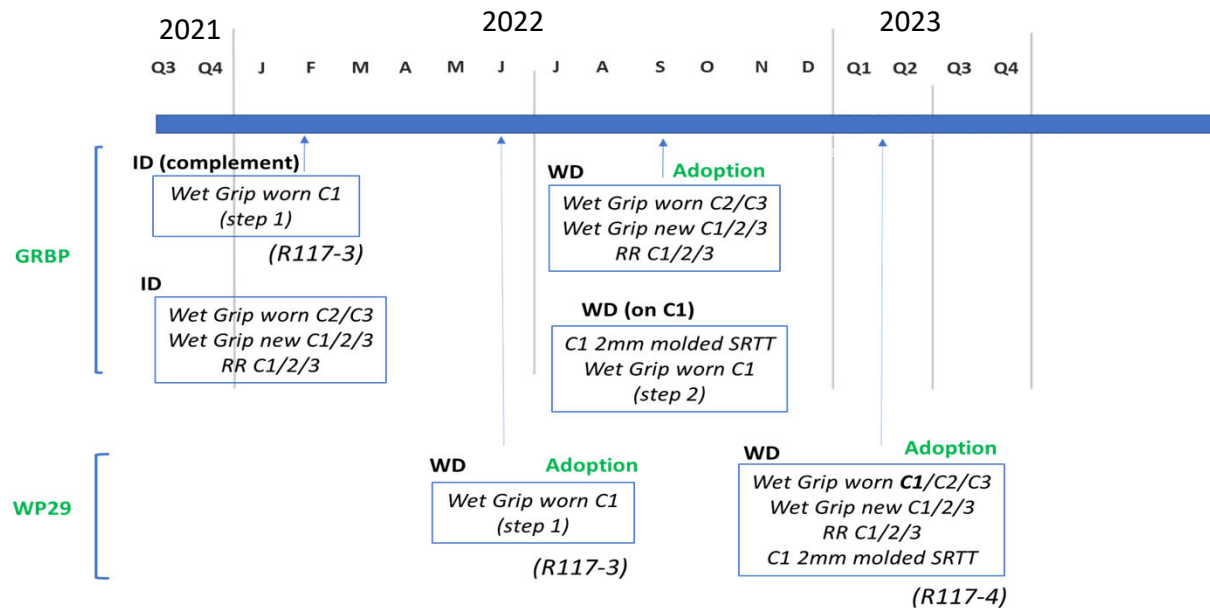 2021 2022 2023
Q3 Q4 J F M A M J J A S O N D Q1 Q2 Q3 Q4
GRBP
ID (complement)
Wet Grip worn C1
(step 1)
(R117-3)
ID
Wet Grip worn C2/C3
Wet Grip new C1/2/3
RR C1/2/3
WD Adoption
Wet Grip worn C2/C3
Wet Grip new C1/2/3
RR C1/2/3
WD (on C1)
C1 2mm molded SRTT
Wet Grip worn C1
(step 2)
WP29
WD Adoption
Wet Grip worn C1
(step 1)
(R117-3)
WD Adoption
Wet Grip worn C1/C2/C3
Wet Grip new C1/2/3
RR C1/2/3
C1 2mm molded SRTT
(R117-4)